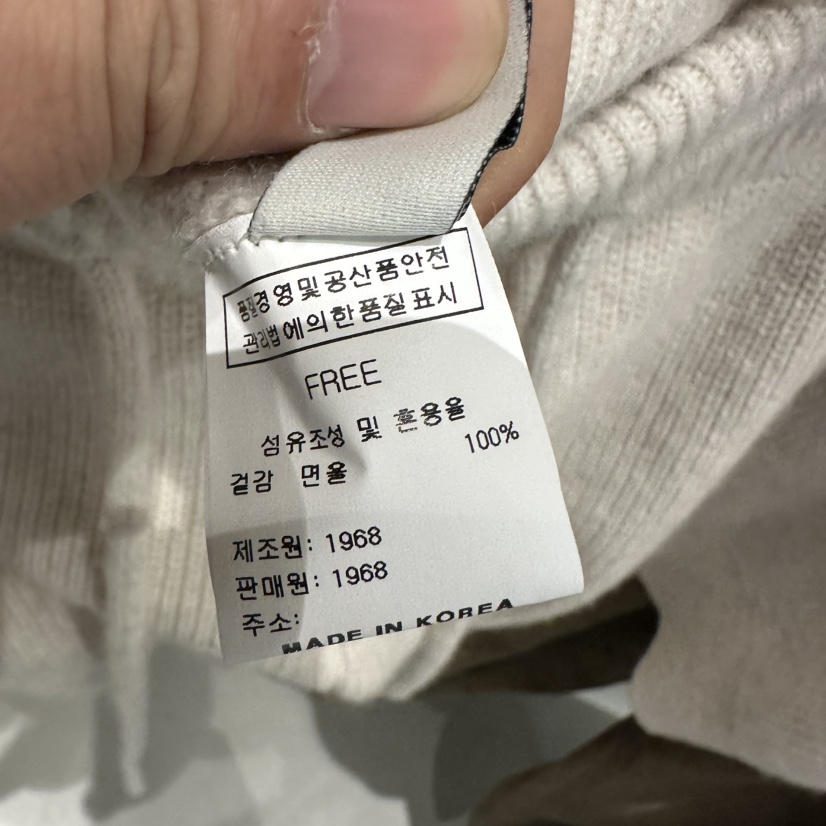 품질경영및공산품안전
관리법에의한품질표시
FREE
섬유조성 및 혼용율
100%
겉감 면울
제조원: 1968
판매원: 1968
주소:
MADE IN KOREA